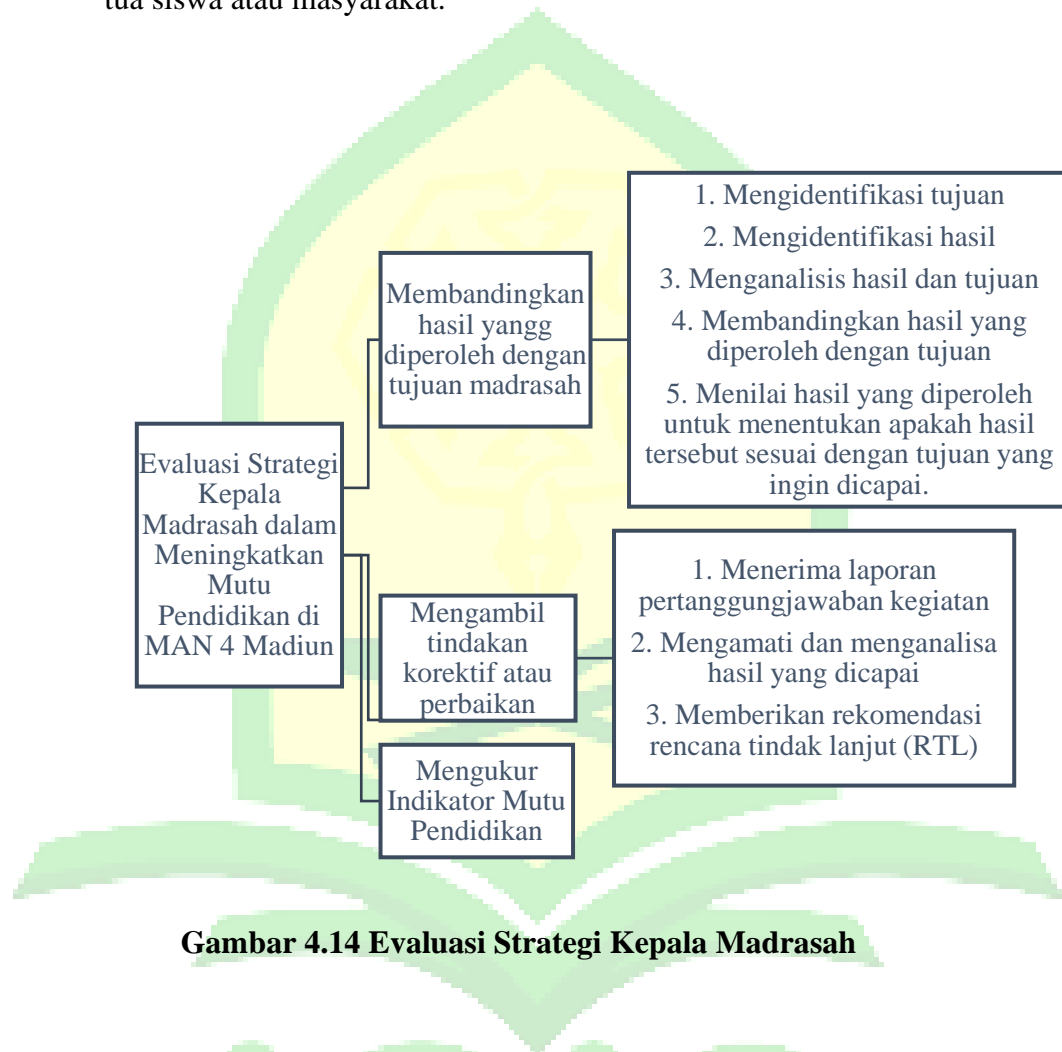 tua siswa atau masyarakat.
Evaluasi Strategi
Kepala
Madrasah dalam
Meningkatkan
Mutu
Pendidikan di
MAN 4 Madiun
Membandingkan
hasil yangg
diperoleh dengan
tujuan madrasah
1. Mengidentifikasi tujuan
2. Mengidentifikasi hasil
3. Menganalisis hasil dan tujuan
4. Membandingkan hasil yang
diperoleh dengan tujuan
5. Menilai hasil yang diperoleh
untuk menentukan apakah hasil
tersebut sesuai dengan tujuan yang
ingin dicapai.
Mengambil
tindakan
korektif atau
perbaikan
1. Menerima laporan
pertanggungjawaban kegiatan
2. Mengamati dan menganalisa
hasil yang dicapai
3. Memberikan rekomendasi
rencana tindak lanjut (RTL)
Mengukur
Indikator Mutu
Pendidikan
Gambar 4.14 Evaluasi Strategi Kepala Madrasah